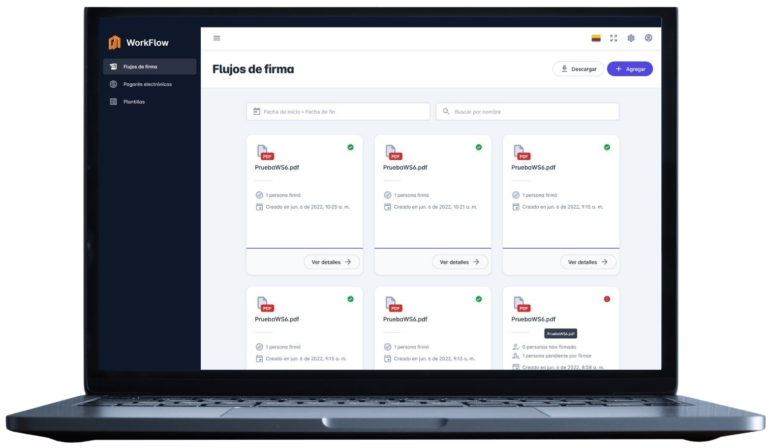 WorkFlow
Flujos de firma
Pagarés electrónicos
Plantillas
Flujos de firma
Descargar
Agregar
Fecha de inicio – Fecha de fin
Buscar por nombre
PDF
PruebaWS6.pdf
1 persona firmó
Creado en jun. 6 de 2022, 10:25 a. m.
Ver detalles
PDF
PruebaWS6.pdf
1 persona firmó
Creado en jun. 6 de 2022, 10:21 a. m.
Ver detalles
PDF
PruebaWS6.pdf
1 persona firmó
Creado en jun. 6 de 2022, 9:15 a. m.
Ver detalles
PDF
PruebaWS6.pdf
1 persona firmó
Creado en jun. 6 de 2022, 9:15 a. m.
PDF
PruebaWS6.pdf
1 persona firmó
Creado en jun. 6 de 2022, 9:13 a. m.
PDF
PruebaWS6.pdf
PruebaWS6.pdf
0 personas han firmado
1 persona pendiente por firmar
Creado en jun. 6 de 2022, 8:58 a. m.